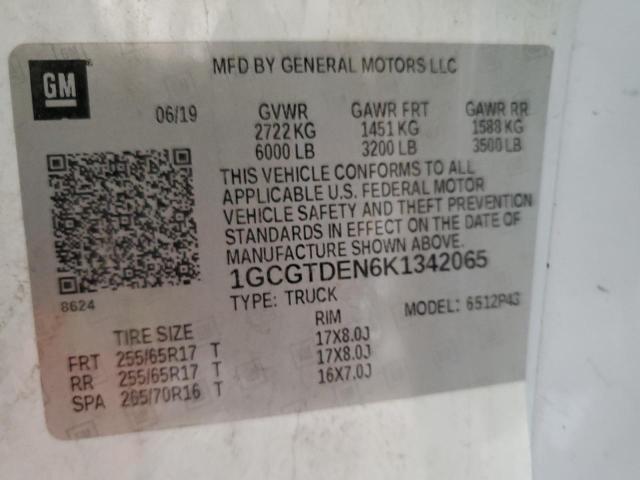 GM
MFD BY GENERAL MOTORS LLC
06/19 GVWR GAWR FRT GAWR RR
2722 KG 1451 KG 1588 KG
6000 LB 3200 LB 3500 LB
THIS VEHICLE CONFORMS TO ALL
APPLICABLE U.S. FEDERAL MOTOR
VEHICLE SAFETY AND THEFT PREVENTION
STANDARDS IN EFFECT ON THE DATE OF
MANUFACTURE SHOWN ABOVE.
8624
1GCGTDEN6K1342065
TYPE: TRUCK MODEL: 6512P43
TIRE SIZE RIM
FRT 255/65R17 T 17X8.0J
RR 255/65R17 T 17X8.0J
SPA 265/70R16 T 16X7.0J